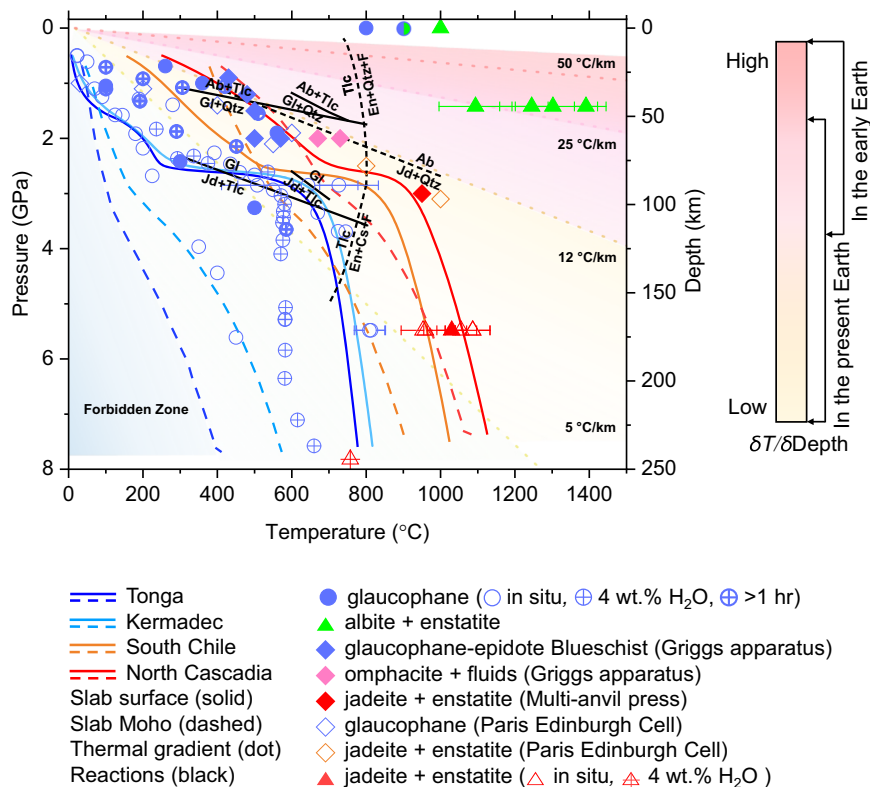 0
50 °C/km
25 °C/km
12 °C/km
5 °C/km
Ab+Tlc
Gl+Qtz
Ab+Tlc
Gl+Qtz
Tlc
En+Qtz+F
Ab
Jd+Qtz
Gl
Jd+Tlc
Gl
Jd+Tlc
Tlc
En+Cs+F
Forbidden Zone
Pressure (GPa)
0
2
4
6
8
Depth (km)
0
50
100
150
200
250
0 200 400 600 800 1000 1200 1400
Temperature (°C)
High
Low
δT/δDepth
In the present Earth
In the early Earth
Tonga
Kermadec
South Chile
North Cascadia
Slab surface (solid)
Slab Moho (dashed)
Thermal gradient (dot)
Reactions (black)
glaucophane (in situ, 4 wt.% H₂O, >1 hr)
albite + enstatite
glaucophane-epidote Blueschist (Griggs apparatus)
omphacite + fluids (Griggs apparatus)
jadeite + enstatite (Multi-anvil press)
glaucophane (Paris Edinburgh Cell)
jadeite + enstatite (Paris Edinburgh Cell)
jadeite + enstatite (in situ, 4 wt.% H₂O )